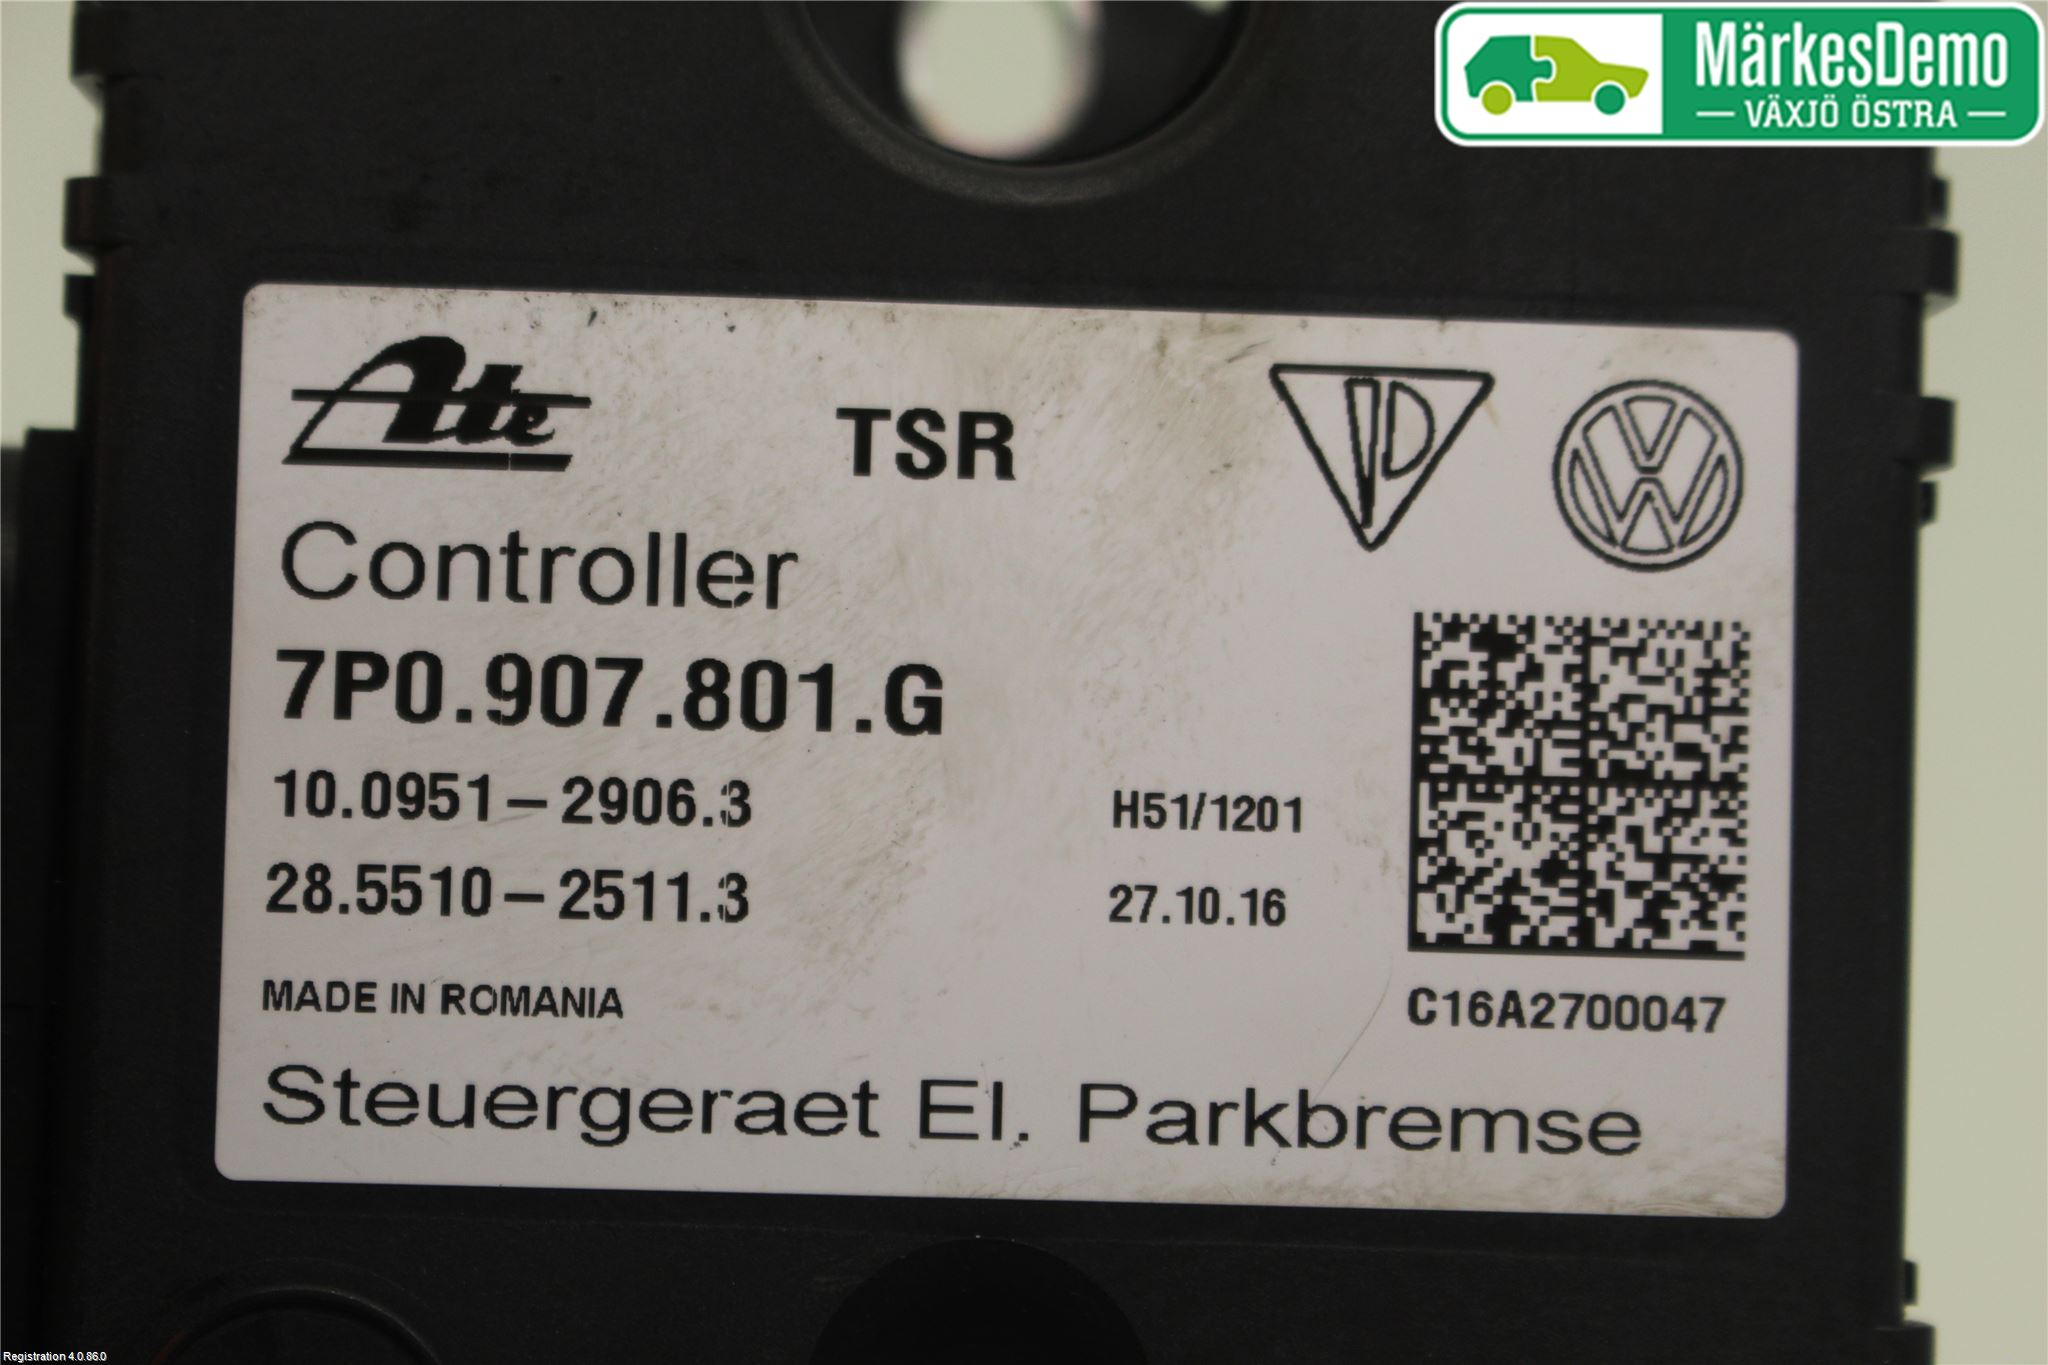 MärkesDemo
— VÄXJÖ ÖSTRA —
Ate
TSR
Controller
7P0.907.801.G
10.0951-2906.3
H51/1201
28.5510-2511.3
27.10.16
MADE IN ROMANIA
C16A2700047
Steuergeraet El. Parkbremse
Registration 4.0.86.0